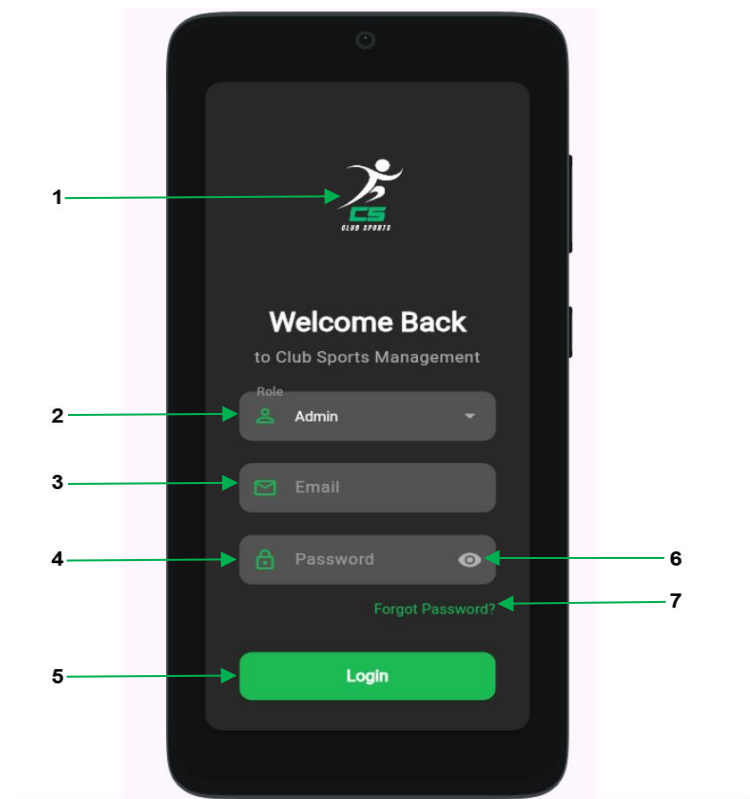 1
CS
CLUB SPORTS
Welcome Back
to Club Sports Management
Role
2
Admin
3
Email
4
Password
6
Forgot Password?
7
5
Login